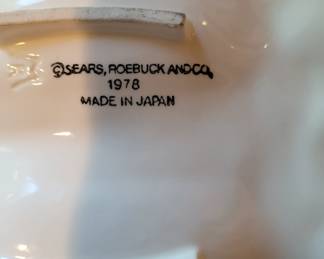 ©SEARS, ROEBUCK AND CO.
1978
MADE IN JAPAN